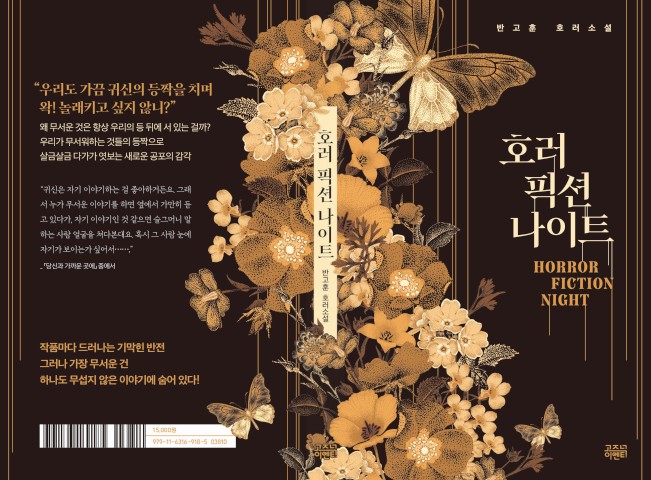 “우리도 가끔 귀신의 등짝을 치며
왁! 놀래키고 싶지 않니?”
왜 무서운 것은 항상 우리의 등 뒤에 서 있는 걸까?
우리가 무서워하는 것들의 등짝으로
살금살금 다가가 엿보는 새로운 공포의 감각
“귀신은 자기 이야기하는 걸 좋아하거든요. 그래
서 누가 무서운 이야기를 하면 옆에서 가만히 듣
고 있다가, 자기 이야기인 것 같으면 슬그머니 말
하는 사람 얼굴을 쳐다본대요. 혹시 그 사람 눈에
자기가 보이는가 싶어서…….”
_「당신과 가까운 곳에」 중에서
작품마다 드러나는 기막힌 반전
그러나 가장 무서운 건
하나도 무섭지 않은 이야기에 숨어 있다!
15,000원
979-11-6316-918-5 03810
호러 픽션 나이트
반고훈 호러소설
고즈넉
이엔티
반고훈 호러소설
호러
픽션
나이트
HORROR
FICTION
NIGHT
고즈넉
이엔티